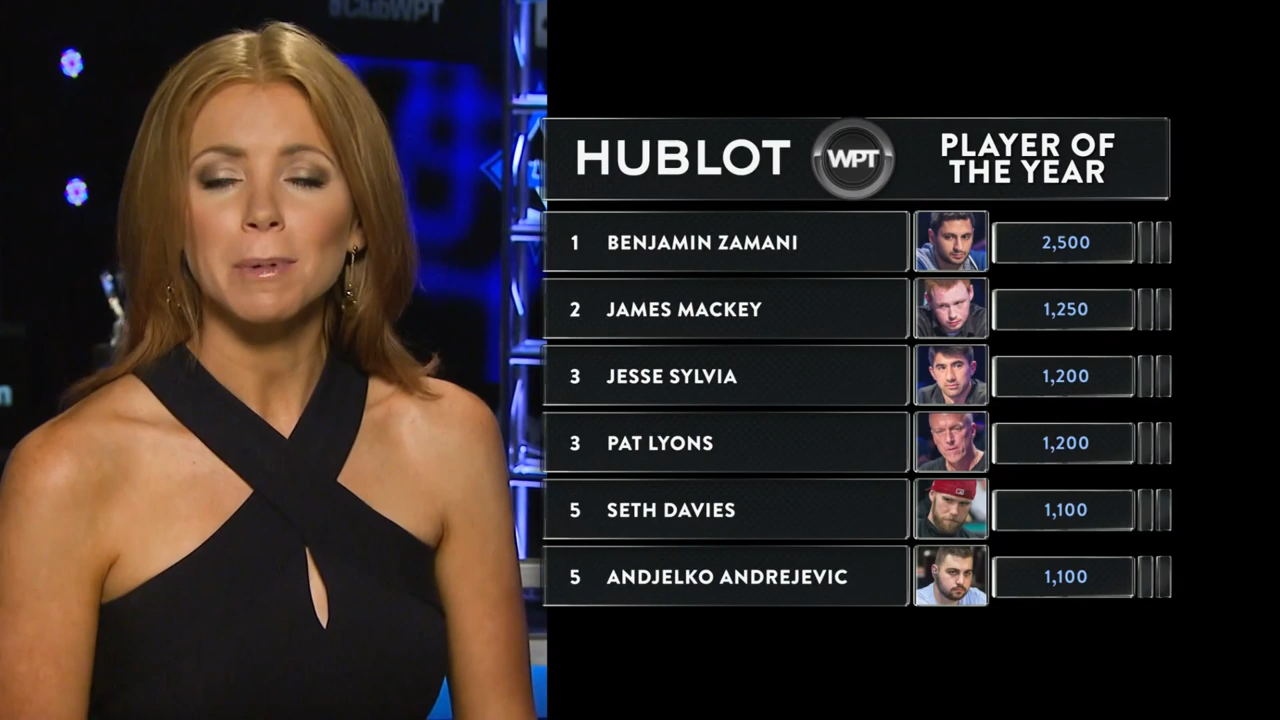 #ClubWPT
HUBLOT
WPT
PLAYER OF
THE YEAR
1 BENJAMIN ZAMANI 2,500
2 JAMES MACKEY 1,250
3 JESSE SYLVIA 1,200
3 PAT LYONS 1,200
5 SETH DAVIES 1,100
5 ANDJELKO ANDREJEVIC 1,100